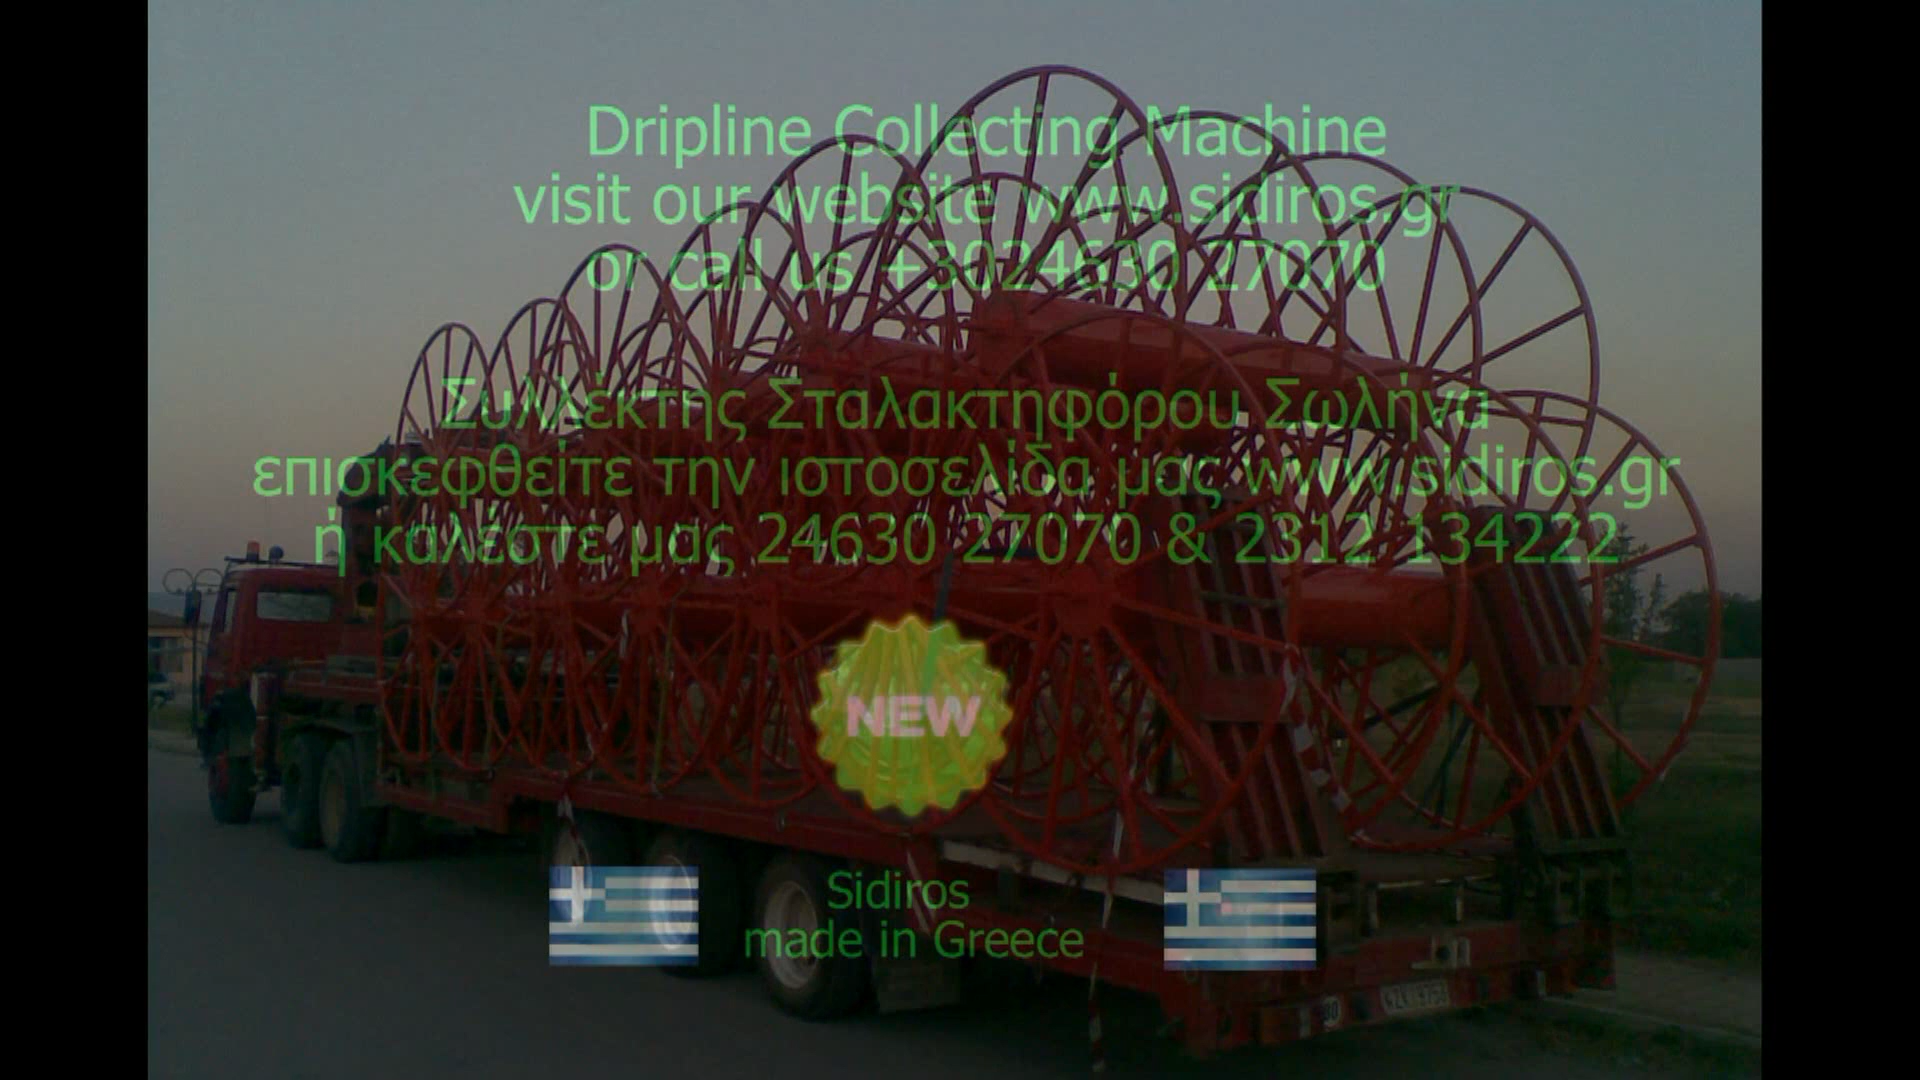 Dripline Collecting Machine
visit our website www.sidiros.gr
or call us +3024630 27070
Συλλέκτης Σταλακτηφόρου Σωλήνα
επισκεφθείτε την ιστοσελίδα μας www.sidiros.gr
ή καλέστε μας 24630 27070 & 2312 134222
NEW
Sidiros
made in Greece
80